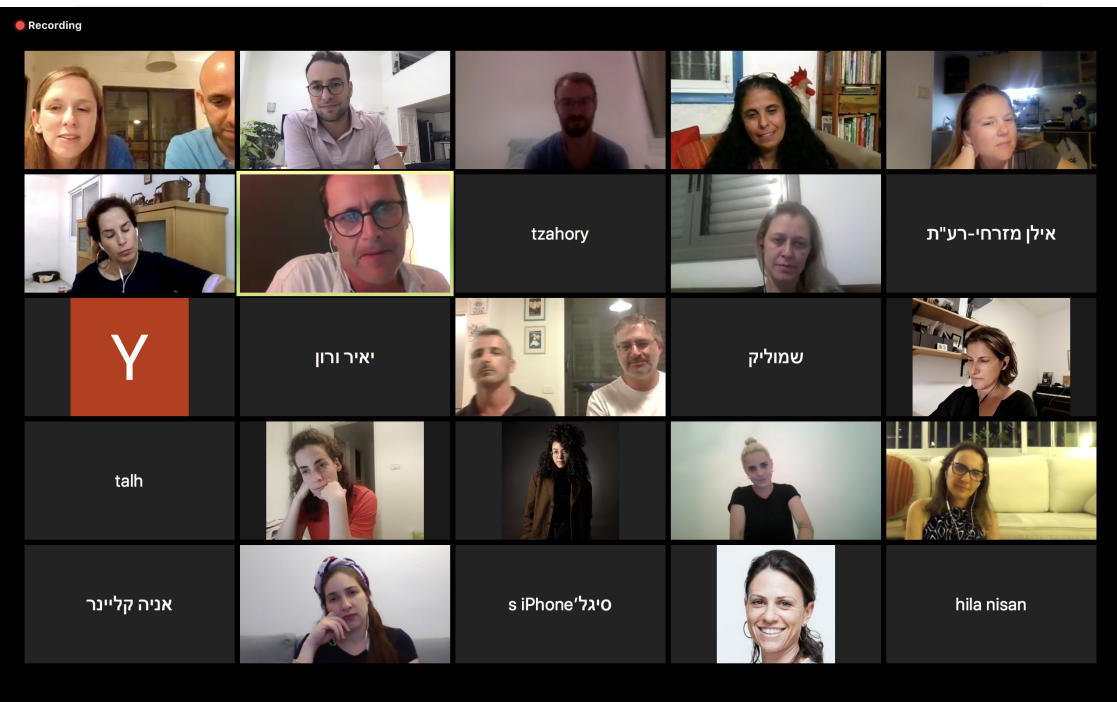 Recording
tzahory
אילן מזרחי-רע"ת
Y
יאיר ורון
שמוליק
talh
אניה קליינר
סיגל’s iPhone
hila nisan